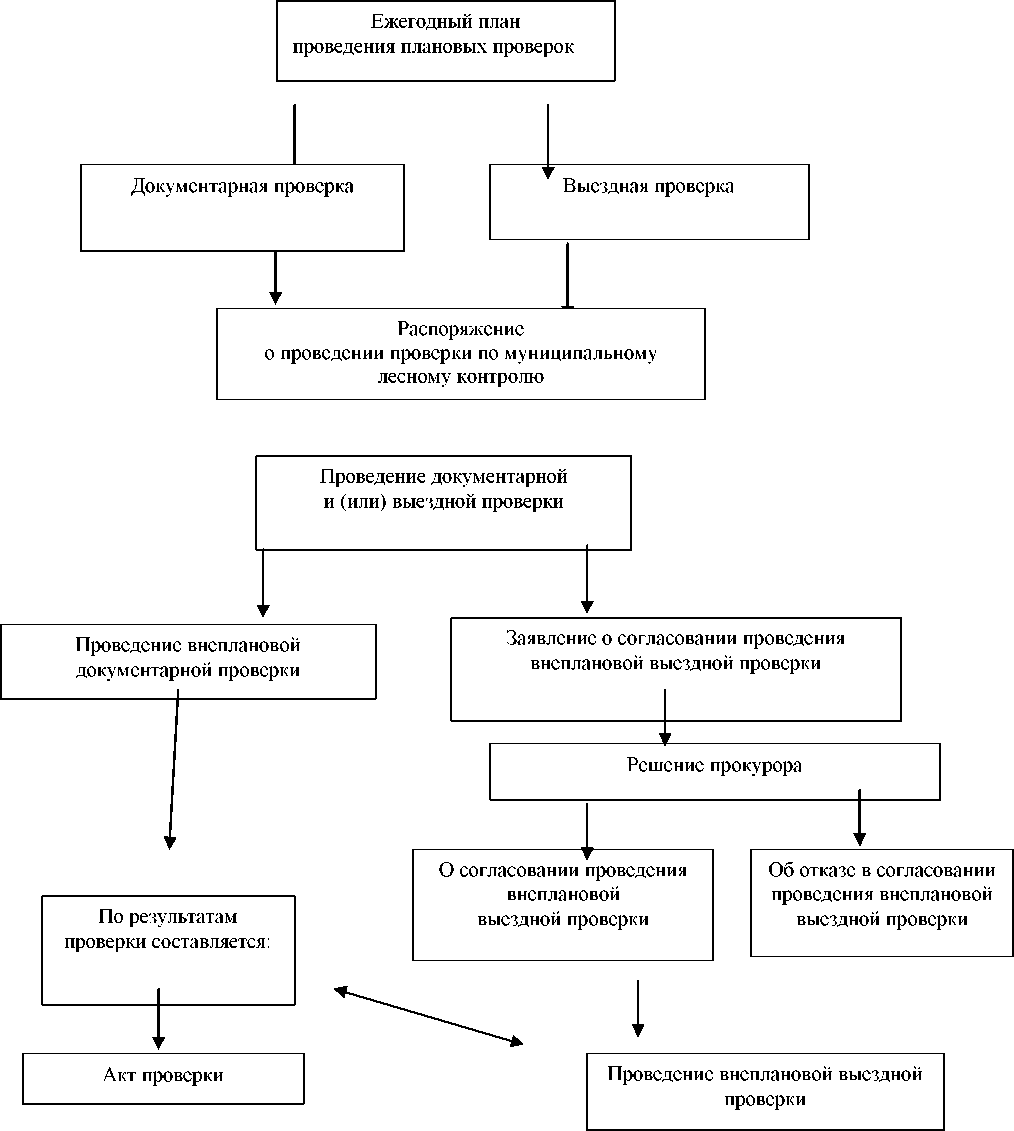 Ежегодный план
проведения плановых проверок
Документарная проверка
Выездная проверка
Распоряжение
о проведении проверки по муниципальному
лесному контролю
Проведение документарной
и (или) выездной проверки
Проведение внеплановой
документарной проверки
Заявление о согласовании проведения
внеплановой выездной проверки
Решение прокурора
О согласовании проведения
внеплановой
выездной проверки
Об отказе в согласовании
проведения внеплановой
выездной проверки
По результатам
проверки составляется:
Акт проверки
Проведение внеплановой выездной
проверки